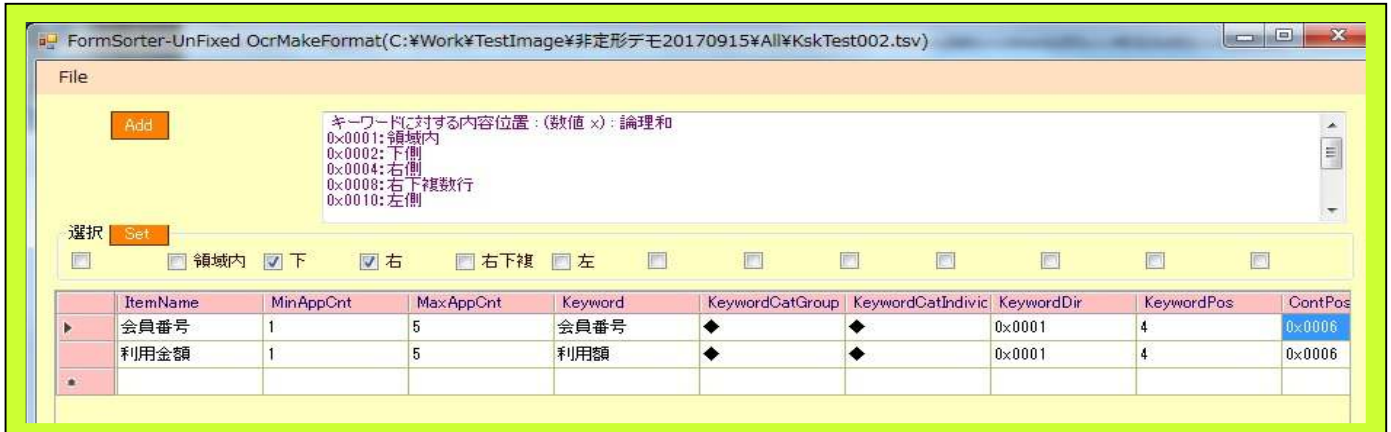 FormSorter-UnFixed OcrMakeFormat(C:¥Work¥TestImage¥非定形デモ20170915¥All¥KskTest002.tsv)
File
Add
キーワードに対する内容位置:(数値 x):論理和
0x0001:領域内
0x0002:下側
0x0004:右側
0x0008:右下複数行
0x0010:左側
選択 Set
領域内 下 右 右下複 左
ItemName MinAppCnt MaxAppCnt Keyword KeywordCatGroup KeywordCatIndivic KeywordDir KeywordPos ContPos
会員番号 1 5 会員番号 ◆ ◆ 0x0001 4 0x0006
利用金額 1 5 利用額 ◆ ◆ 0x0001 4 0x0006